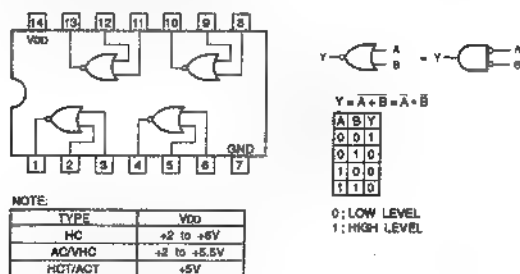 14 13 12 11 10 9 8
VDD
GND
1 2 3 4 5 6 7
Y A B = Y A B
Y = A + B = A • B
A B Y
0 0 1
0 1 0
1 0 0
1 1 0
0 ; LOW LEVEL
1 ; HIGH LEVEL
NOTE:
TYPE VDD
HC +2 to +6V
AC/VHC +2 to +5.5V
HCT/ACT +5V